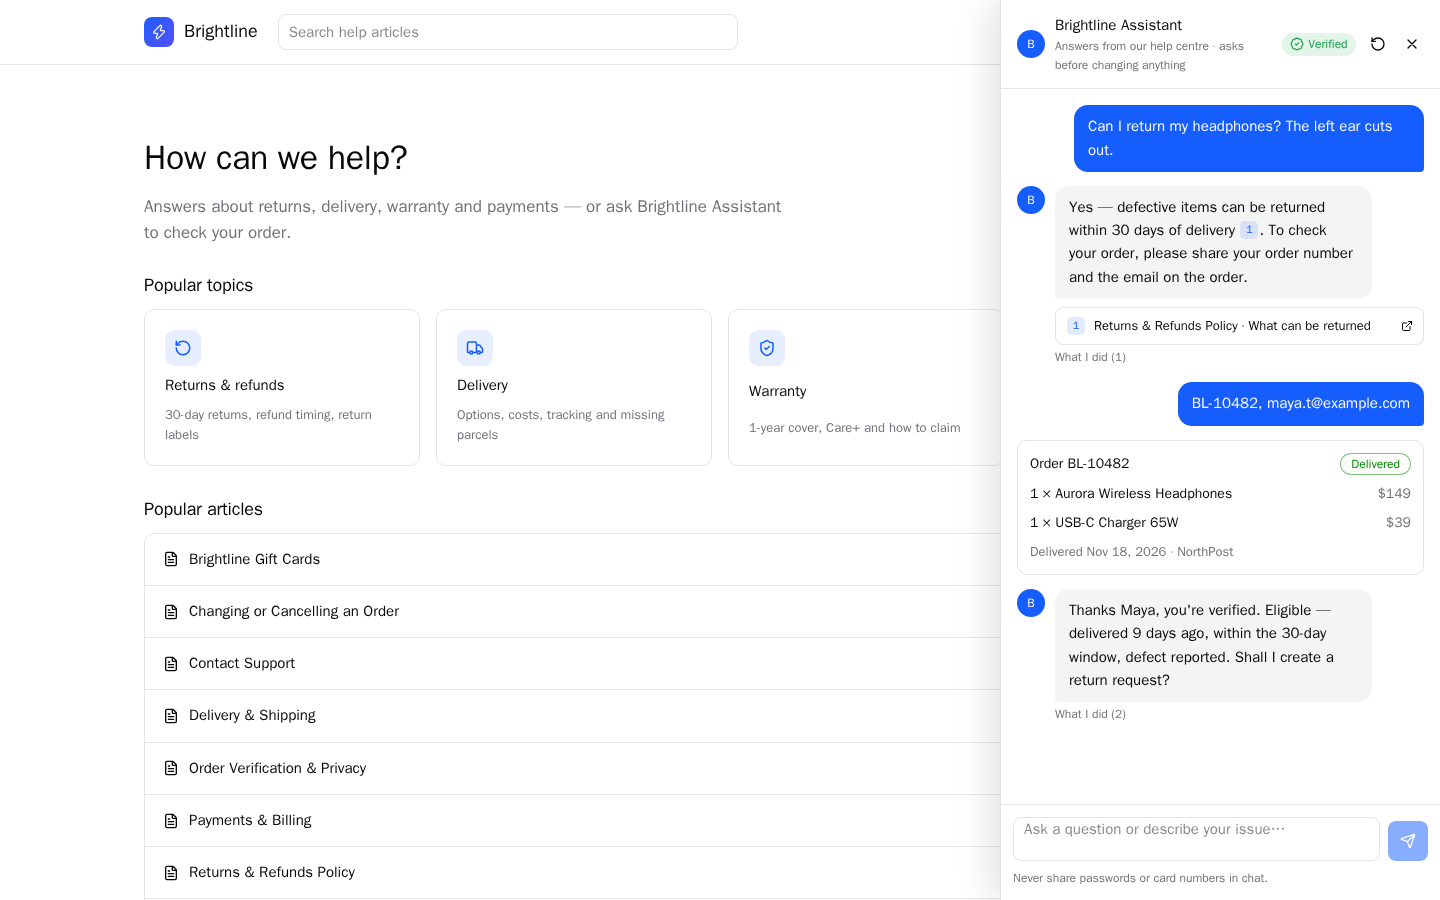 Brightline
Search help articles
How can we help?
Answers about returns, delivery, warranty and payments — or ask Brightline Assistant
to check your order.
Popular topics
Returns & refunds
30-day returns, refund timing, return
labels
Delivery
Options, costs, tracking and missing
parcels
Warranty
1-year cover, Care+ and how to claim
Popular articles
Brightline Gift Cards
Changing or Cancelling an Order
Contact Support
Delivery & Shipping
Order Verification & Privacy
Payments & Billing
Returns & Refunds Policy
B
Brightline Assistant
Answers from our help centre · asks
before changing anything
Verified
Can I return my headphones? The left ear cuts
out.
B
Yes — defective items can be returned
within 30 days of delivery 1. To check
your order, please share your order number
and the email on the order.
1 Returns & Refunds Policy · What can be returned
What I did (1)
BL-10482, maya.t@example.com
Order BL-10482 Delivered
1 × Aurora Wireless Headphones $149
1 × USB-C Charger 65W $39
Delivered Nov 18, 2026 · NorthPost
B
Thanks Maya, you're verified. Eligible —
delivered 9 days ago, within the 30-day
window, defect reported. Shall I create a
return request?
What I did (2)
Ask a question or describe your issue…
Never share passwords or card numbers in chat.